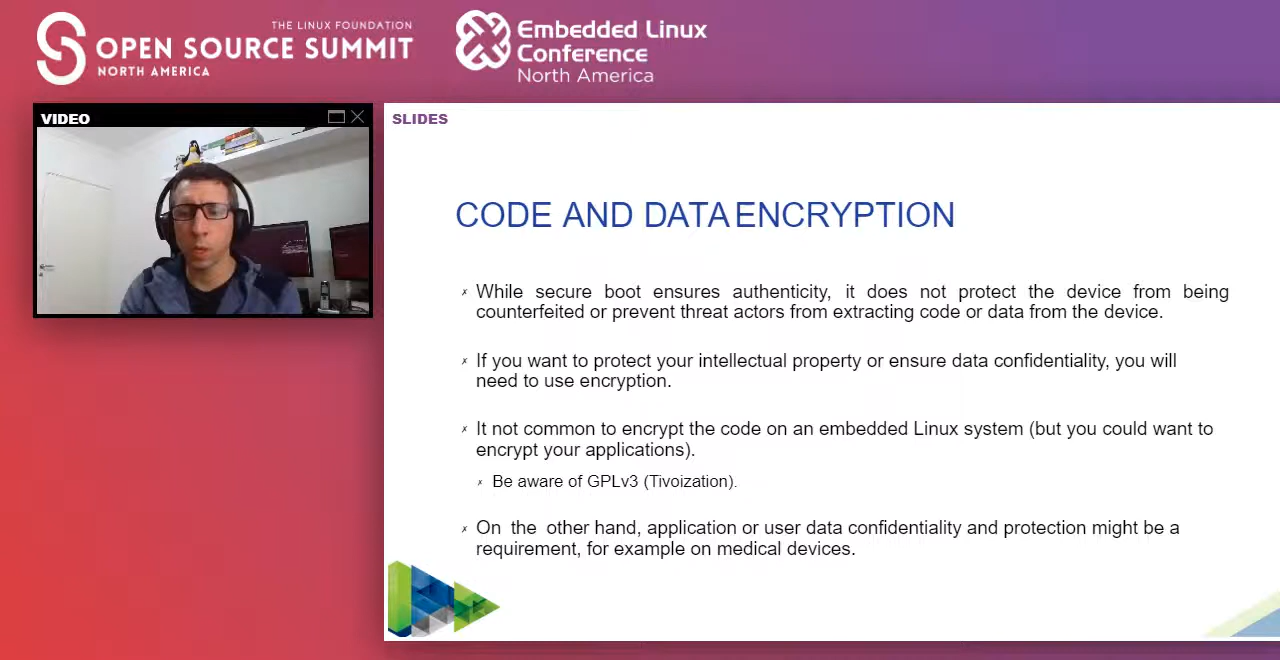 THE LINUX FOUNDATION
OPEN SOURCE SUMMIT
NORTH AMERICA
Embedded Linux
Conference
North America
VIDEO
SLIDES
CODE AND DATA ENCRYPTION
While secure boot ensures authenticity, it does not protect the device from being
counterfeited or prevent threat actors from extracting code or data from the device.
If you want to protect your intellectual property or ensure data confidentiality, you will
need to use encryption.
It not common to encrypt the code on an embedded Linux system (but you could want to
encrypt your applications).
Be aware of GPLv3 (Tivoization).
On the other hand, application or user data confidentiality and protection might be a
requirement, for example on medical devices.